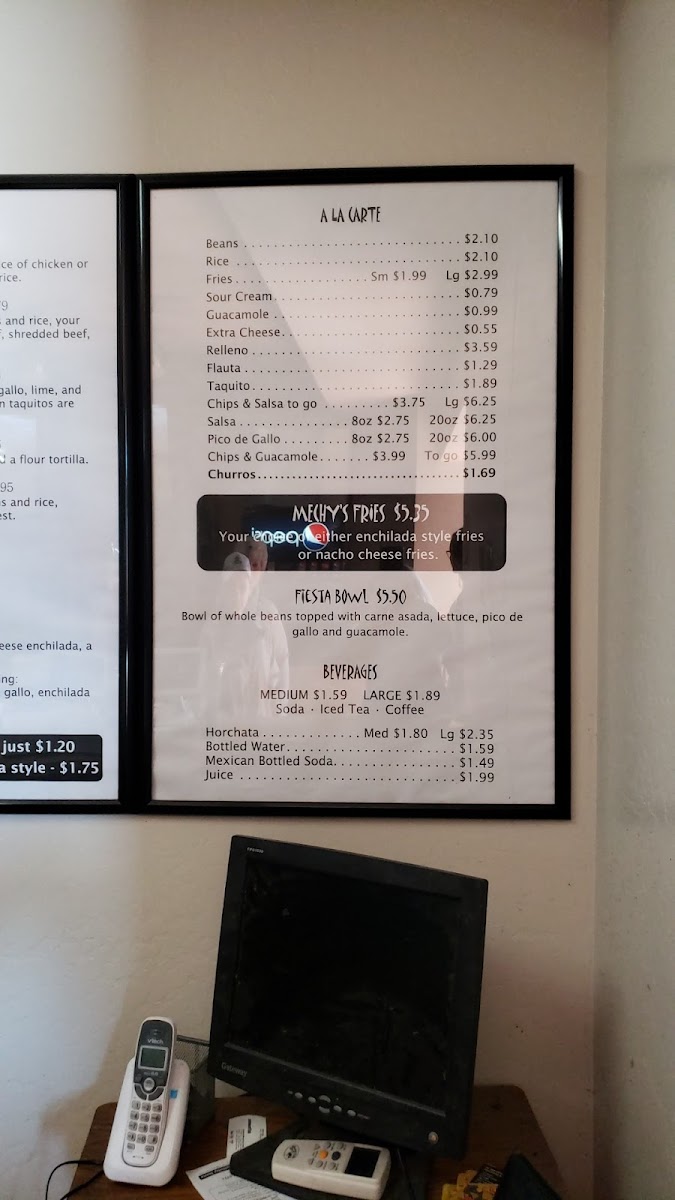 ce of chicken or
rice.
9
and rice, your
, shredded beef,
gallo, lime, and
n taquitos are
d a flour tortilla.
95
s and rice,
est.
eese enchilada, a
ng:
gallo, enchilada
just $1.20
a style - $1.75
A LA CARTE
Beans . . . . . . . . . . . . . . . . . . . . . . . . . . . . . . . $2.10
Rice . . . . . . . . . . . . . . . . . . . . . . . . . . . . . . . . $2.10
Fries . . . . . . . . . . . . . . . . . . . Sm $1.99 Lg $2.99
Sour Cream . . . . . . . . . . . . . . . . . . . . . . . . . . . $0.79
Guacamole . . . . . . . . . . . . . . . . . . . . . . . . . . . $0.99
Extra Cheese . . . . . . . . . . . . . . . . . . . . . . . . . . $0.55
Relleno . . . . . . . . . . . . . . . . . . . . . . . . . . . . . . $3.59
Flauta . . . . . . . . . . . . . . . . . . . . . . . . . . . . . . . $1.29
Taquito . . . . . . . . . . . . . . . . . . . . . . . . . . . . . . $1.89
Chips & Salsa to go . . . . . . . . . $3.75 Lg $6.25
Salsa . . . . . . . . . . . . . . . . 8oz $2.75 20oz $6.25
Pico de Gallo . . . . . . . . . 8oz $2.75 20oz $6.00
Chips & Guacamole . . . . . . . $3.99 To go $5.99
Churros . . . . . . . . . . . . . . . . . . . . . . . . . . . . . . $1.69
MECHY'S FRIES $5.35
Your choice of either enchilada style fries
or nacho cheese fries.
pepsi
FIESTA BOWL $5.50
Bowl of whole beans topped with carne asada, lettuce, pico de
gallo and guacamole.
BEVERAGES
MEDIUM $1.59 LARGE $1.89
Soda · Iced Tea · Coffee
Horchata . . . . . . . . . . . . . Med $1.80 Lg $2.35
Bottled Water . . . . . . . . . . . . . . . . . . . . . . . . . $1.59
Mexican Bottled Soda . . . . . . . . . . . . . . . . . . $1.49
Juice . . . . . . . . . . . . . . . . . . . . . . . . . . . . . . . $1.99
vtech
Gateway